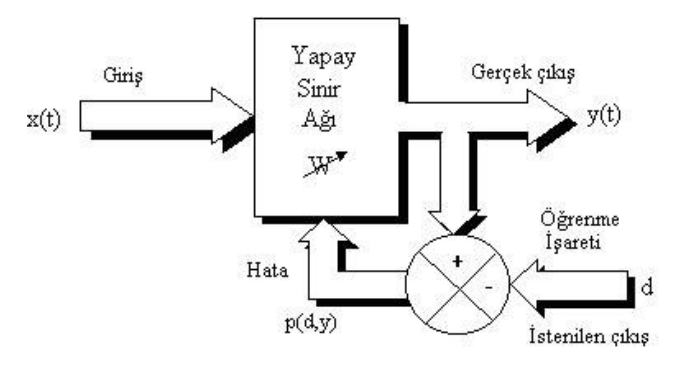 Giriş
x(t)
Yapay
Sinir
Ağı
W
Gerçek çıkış
y(t)
Hata
p(d,y)
+
-
Öğrenme
İşareti
d
İstenilen çıkış